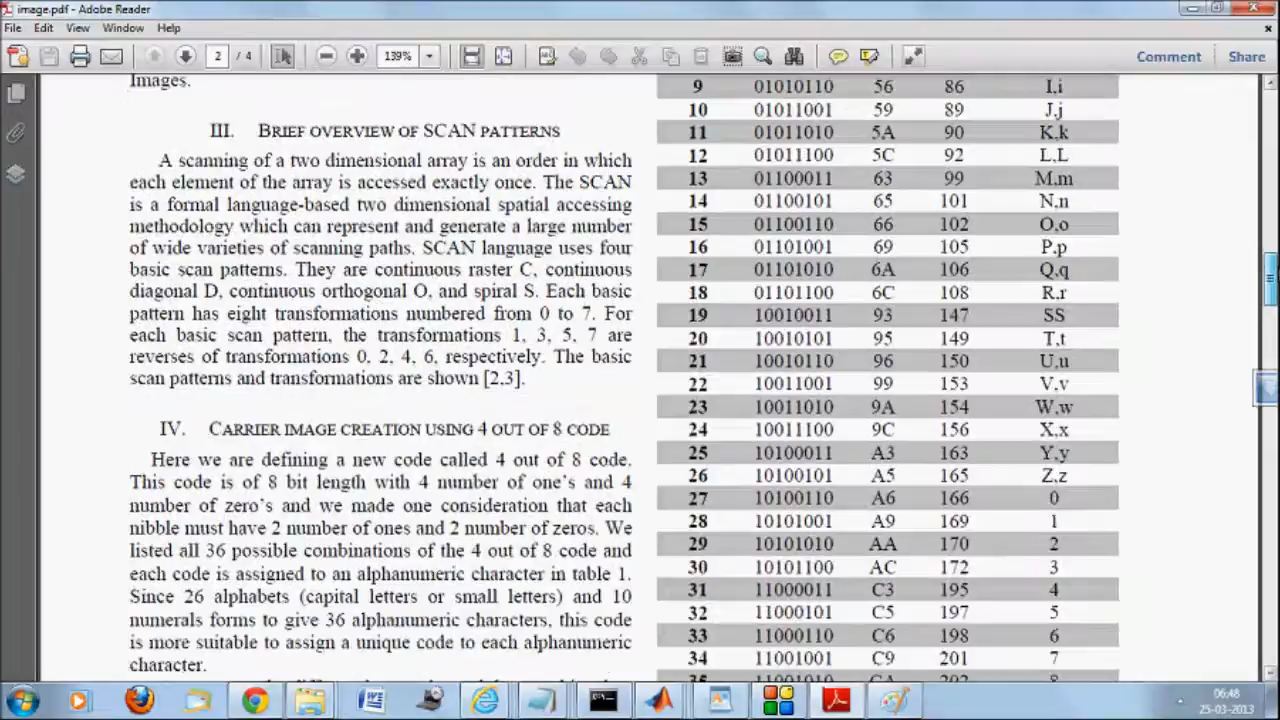 image.pdf - Adobe Reader
File Edit View Window Help
2 / 4 139% Comment Share
Images.
III. BRIEF OVERVIEW OF SCAN PATTERNS
A scanning of a two dimensional array is an order in which
each element of the array is accessed exactly once. The SCAN
is a formal language-based two dimensional spatial accessing
methodology which can represent and generate a large number
of wide varieties of scanning paths. SCAN language uses four
basic scan patterns. They are continuous raster C, continuous
diagonal D, continuous orthogonal O, and spiral S. Each basic
pattern has eight transformations numbered from 0 to 7. For
each basic scan pattern, the transformations 1, 3, 5, 7 are
reverses of transformations 0, 2, 4, 6, respectively. The basic
scan patterns and transformations are shown [2,3].
IV. CARRIER IMAGE CREATION USING 4 OUT OF 8 CODE
Here we are defining a new code called 4 out of 8 code.
This code is of 8 bit length with 4 number of one's and 4
number of zero's and we made one consideration that each
nibble must have 2 number of ones and 2 number of zeros. We
listed all 36 possible combinations of the 4 out of 8 code and
each code is assigned to an alphanumeric character in table 1.
Since 26 alphabets (capital letters or small letters) and 10
numerals forms to give 36 alphanumeric characters, this code
is more suitable to assign a unique code to each alphanumeric
character.
9 01010110 56 86 I,i
10 01011001 59 89 J,j
11 01011010 5A 90 K,k
12 01011100 5C 92 L,L
13 01100011 63 99 M,m
14 01100101 65 101 N,n
15 01100110 66 102 O,o
16 01101001 69 105 P,p
17 01101010 6A 106 Q,q
18 01101100 6C 108 R,r
19 10010011 93 147 SS
20 10010101 95 149 T,t
21 10010110 96 150 U,u
22 10011001 99 153 V,v
23 10011010 9A 154 W,w
24 10011100 9C 156 X,x
25 10100011 A3 163 Y,y
26 10100101 A5 165 Z,z
27 10100110 A6 166 0
28 10101001 A9 169 1
29 10101010 AA 170 2
30 10101100 AC 172 3
31 11000011 C3 195 4
32 11000101 C5 197 5
33 11000110 C6 198 6
34 11001001 C9 201 7
35 11001010 CA 202 8
06:48
25-03-2013